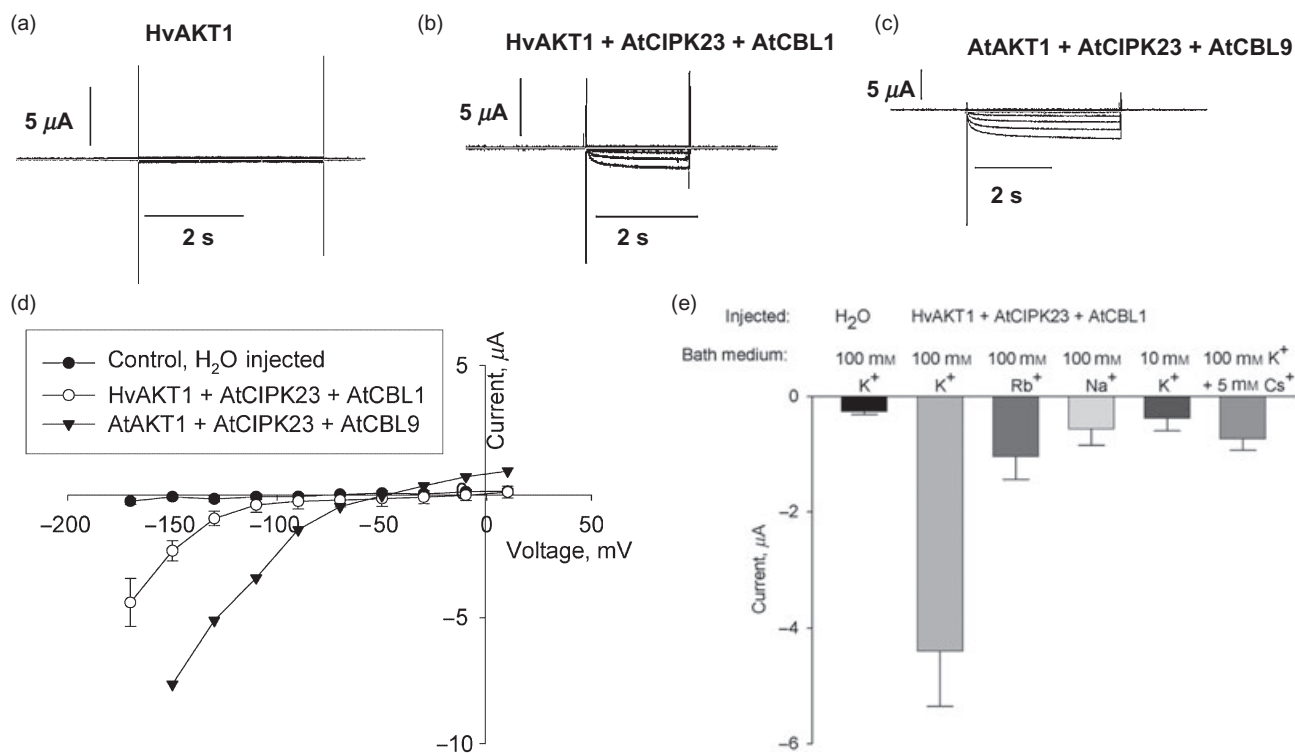 (a)
HvAKT1
5 μA
2 s
(b)
HvAKT1 + AtCIPK23 + AtCBL1
5 μA
2 s
(c)
AtAKT1 + AtCIPK23 + AtCBL9
5 μA
2 s
(d)
Control, H₂O injected
HvAKT1 + AtCIPK23 + AtCBL1
AtAKT1 + AtCIPK23 + AtCBL9
Current, μA
5
0
−5
−10
−200 −150 −100 −50 0 50
Voltage, mV
(e)
Injected: H₂O HvAKT1 + AtCIPK23 + AtCBL1
Bath medium: 100 mM 100 mM 100 mM 100 mM 10 mM 100 mM K⁺
K⁺ K⁺ Rb⁺ Na⁺ K⁺ + 5 mM Cs⁺
Current, μA
0
−2
−4
−6